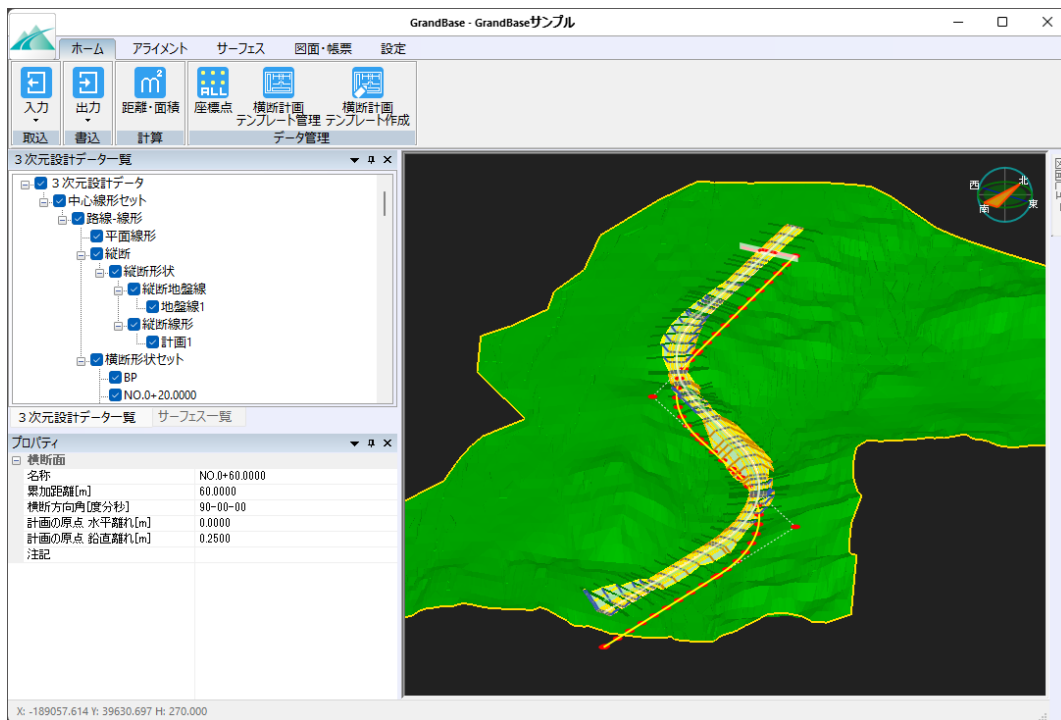 GrandBase - GrandBaseサンプル
ホーム アライメント サーフェス 図面・帳票 設定
入力 出力 距離・面積 座標点 横断計画 テンプレート管理 横断計画 テンプレート作成
取込 書込 計算 データ管理
m²
ALL
3次元設計データ一覧
3次元設計データ
中心線形セット
路線-線形
平面線形
縦断
縦断形状
縦断地盤線
地盤線1
縦断線形
計画1
横断形状セット
BP
NO.0+20.0000
3次元設計データ一覧 サーフェス一覧
プロパティ
横断面
名称 NO.0+60.0000
累加距離[m] 60.0000
横断方向角[度分秒] 90-00-00
計画の原点 水平離れ[m] 0.0000
計画の原点 鉛直離れ[m] 0.2500
注記
西 北
南 東
X: -189057.614 Y: 39630.697 H: 270.000